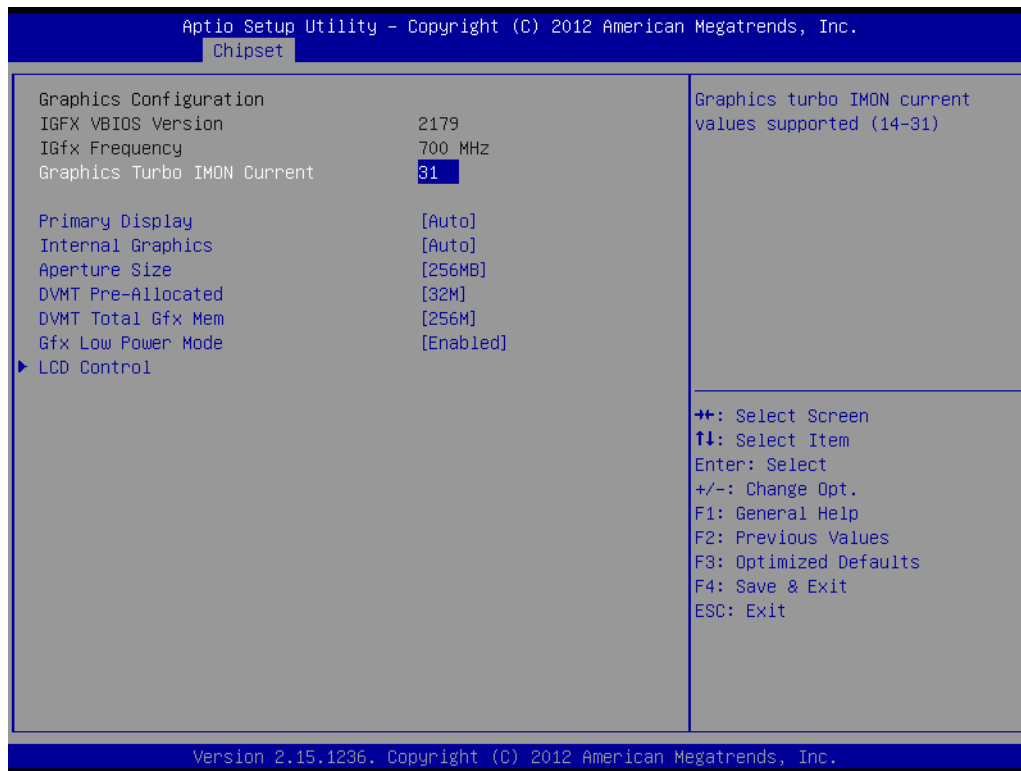 Aptio Setup Utility – Copyright (C) 2012 American Megatrends, Inc.
Chipset
Graphics Configuration
IGFX VBIOS Version 2179
IGfx Frequency 700 MHz
Graphics Turbo IMON Current 31
Primary Display [Auto]
Internal Graphics [Auto]
Aperture Size [256MB]
DVMT Pre-Allocated [32M]
DVMT Total Gfx Mem [256M]
Gfx Low Power Mode [Enabled]
LCD Control
Graphics turbo IMON current
values supported (14-31)
→←: Select Screen
↑↓: Select Item
Enter: Select
+/-: Change Opt.
F1: General Help
F2: Previous Values
F3: Optimized Defaults
F4: Save & Exit
ESC: Exit
Version 2.15.1236. Copyright (C) 2012 American Megatrends, Inc.